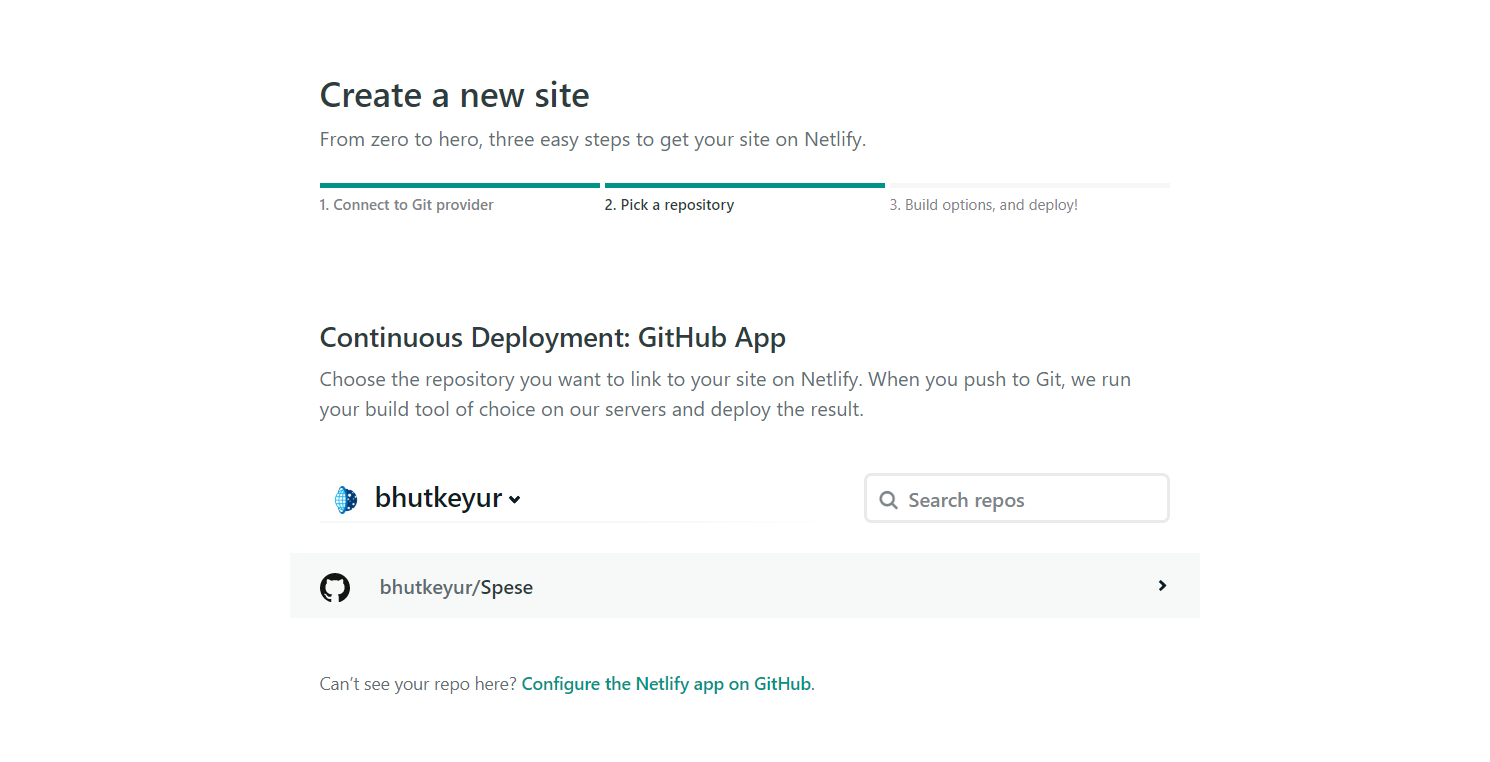 Create a new site
From zero to hero, three easy steps to get your site on Netlify.
1. Connect to Git provider
2. Pick a repository
3. Build options, and deploy!
Continuous Deployment: GitHub App
Choose the repository you want to link to your site on Netlify. When you push to Git, we run
your build tool of choice on our servers and deploy the result.
bhutkeyur
Search repos
bhutkeyur/Spese
Can’t see your repo here? Configure the Netlify app on GitHub.